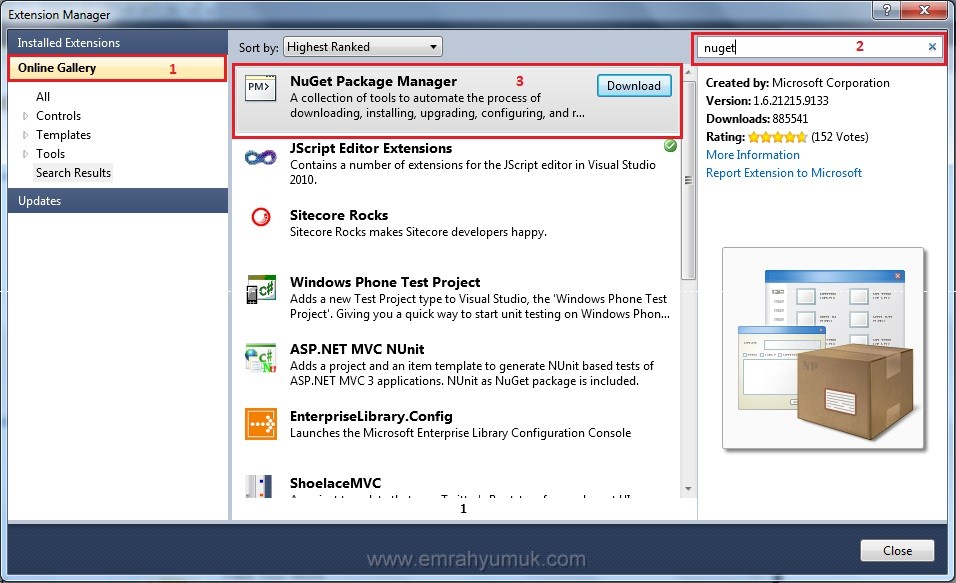 Extension Manager
Installed Extensions
Online Gallery 1
All
Controls
Templates
Tools
Search Results
Updates
Sort by: Highest Ranked
NuGet Package Manager 3
A collection of tools to automate the process of
downloading, installing, upgrading, configuring, and r...
Download
JScript Editor Extensions
Contains a number of extensions for the JScript editor in Visual Studio
2010.
Sitecore Rocks
Sitecore Rocks makes Sitecore developers happy.
Windows Phone Test Project
Adds a new Test Project type to Visual Studio, the 'Windows Phone Test
Project'. Giving you a quick way to start unit testing on Windows Phon...
ASP.NET MVC NUnit
Adds a project and an item template to generate NUnit based tests of
ASP.NET MVC 3 applications. NUnit as NuGet package is included.
EnterpriseLibrary.Config
Launches the Microsoft Enterprise Library Configuration Console
ShoelaceMVC
1
nuget 2
Created by: Microsoft Corporation
Version: 1.6.21215.9133
Downloads: 885541
Rating: (152 Votes)
More Information
Report Extension to Microsoft
PM>
www.emrahyumuk.com
Close